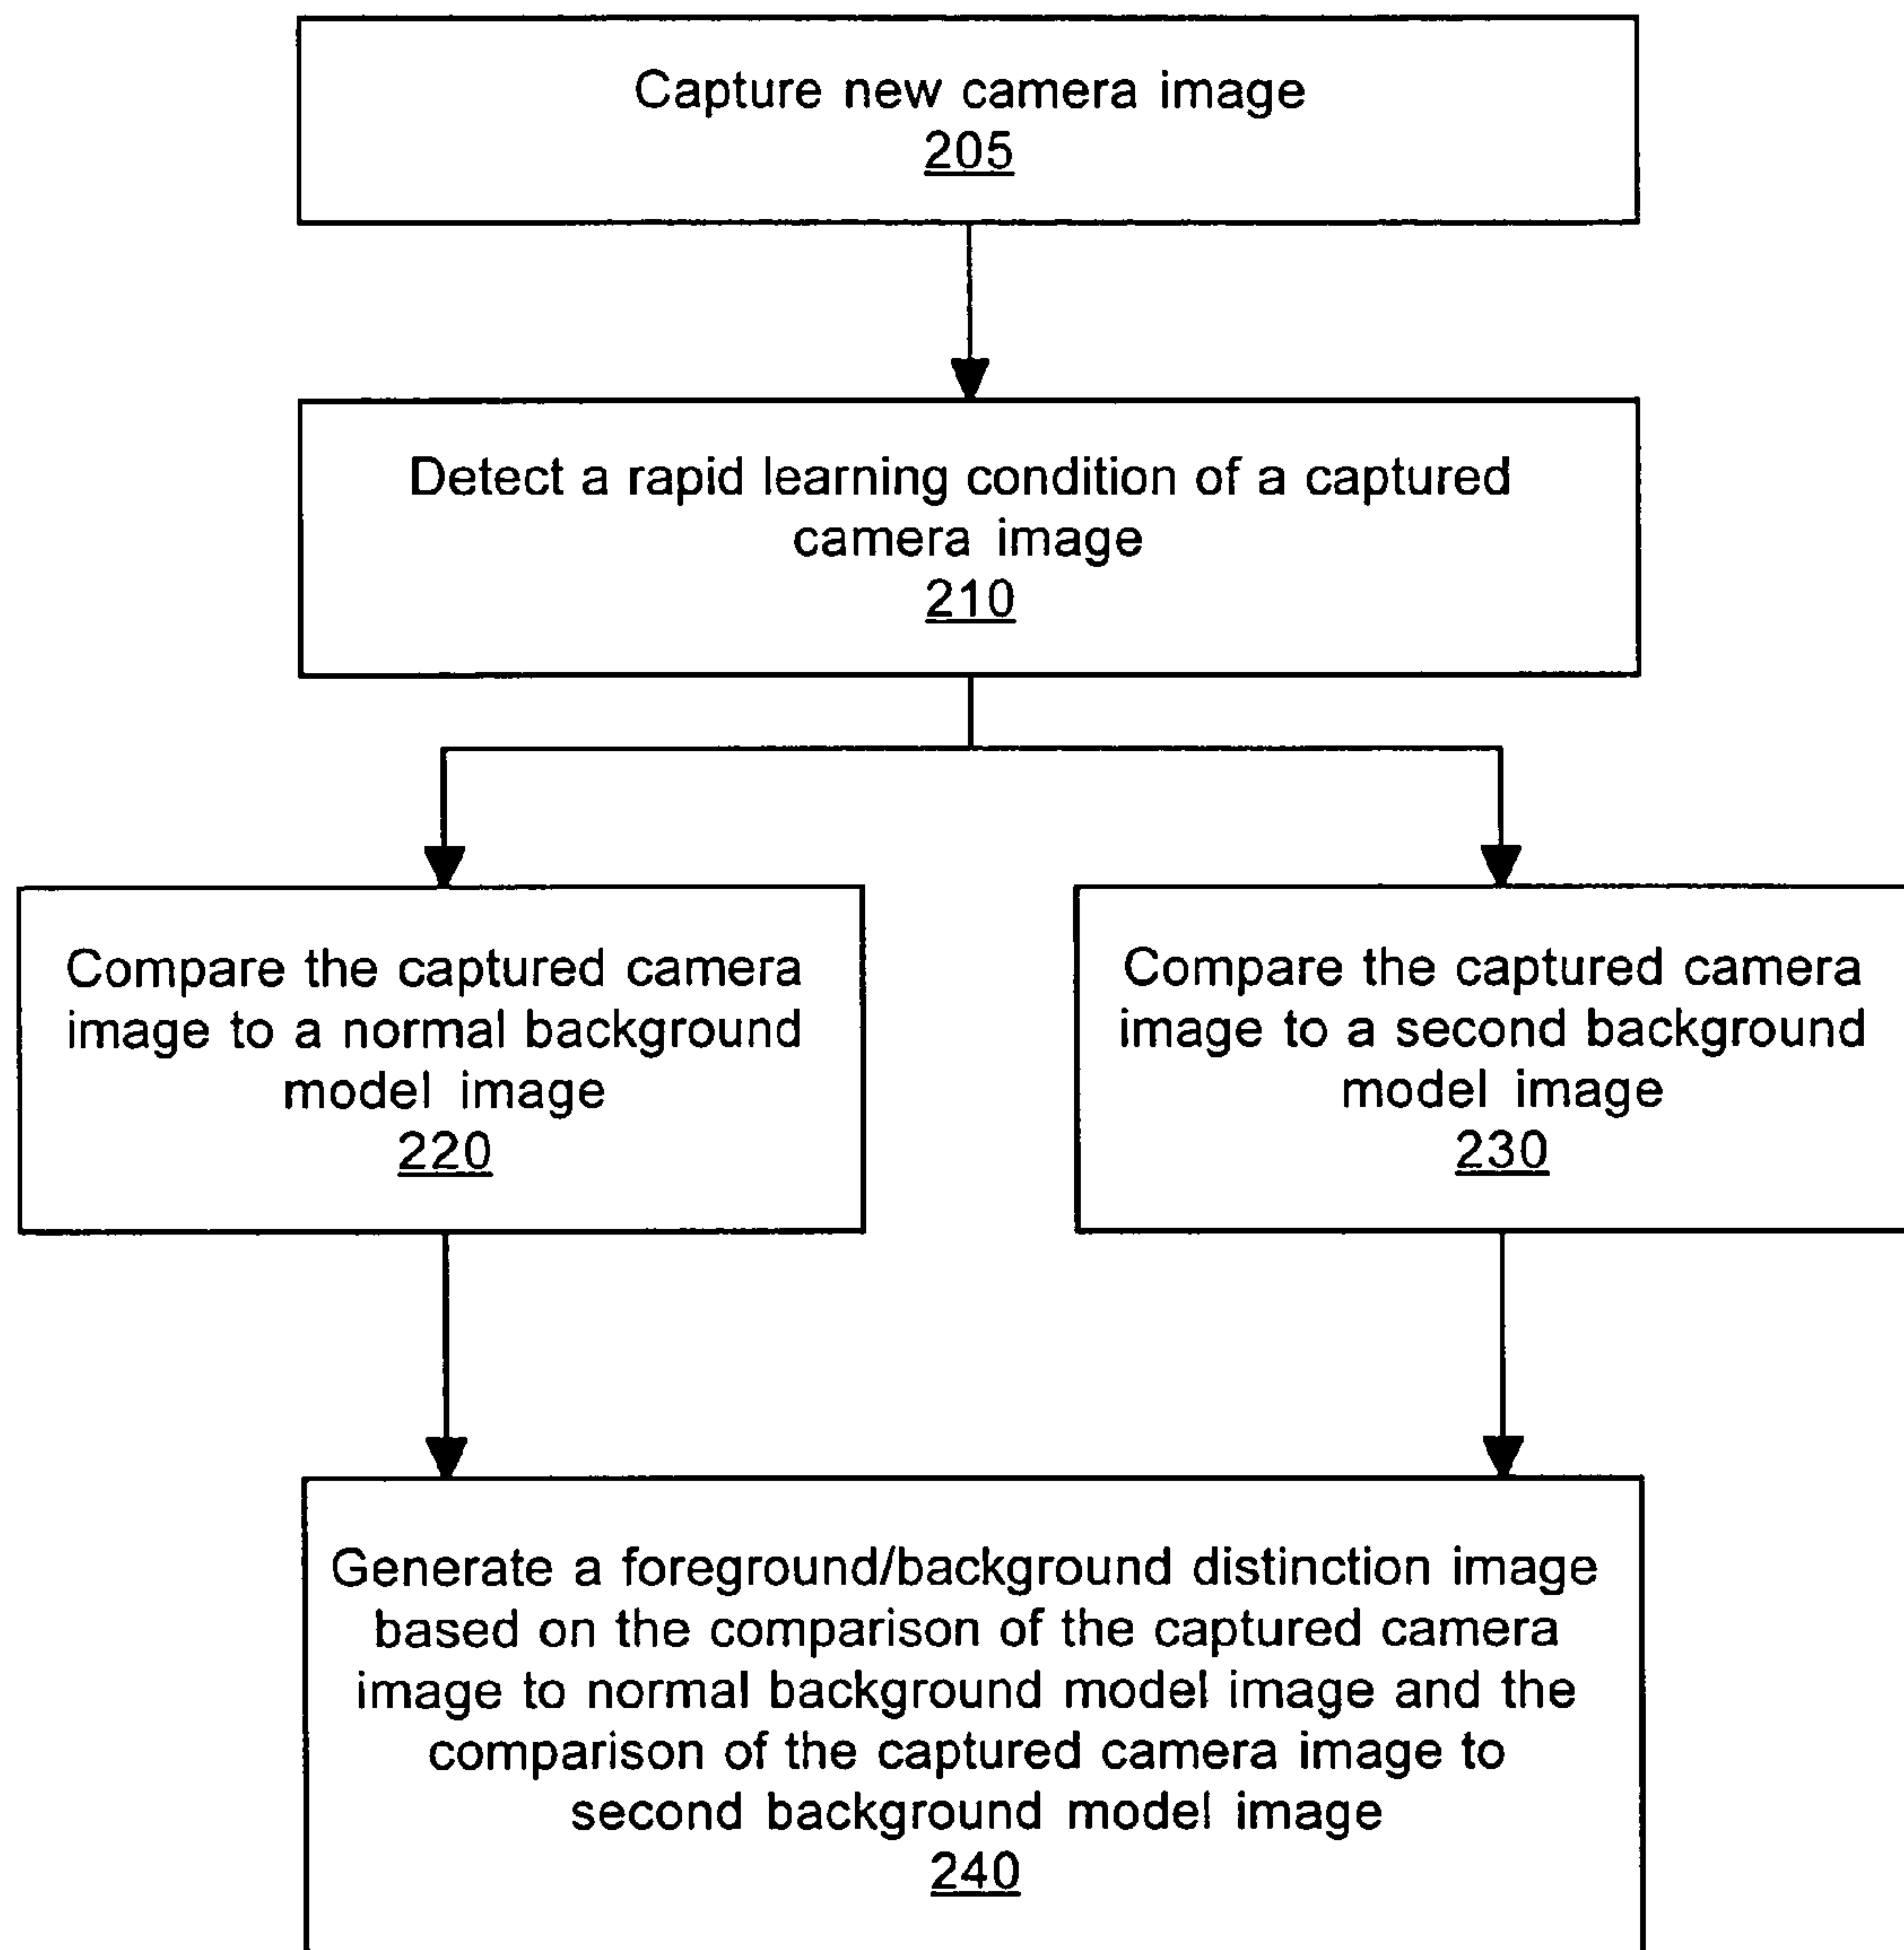 Capture new camera image
205
Detect a rapid learning condition of a captured
camera image
210
Compare the captured camera
image to a normal background
model image
220
Compare the captured camera
image to a second background
model image
230
Generate a foreground/background distinction image
based on the comparison of the captured camera
image to normal background model image and the
comparison of the captured camera image to
second background model image
240